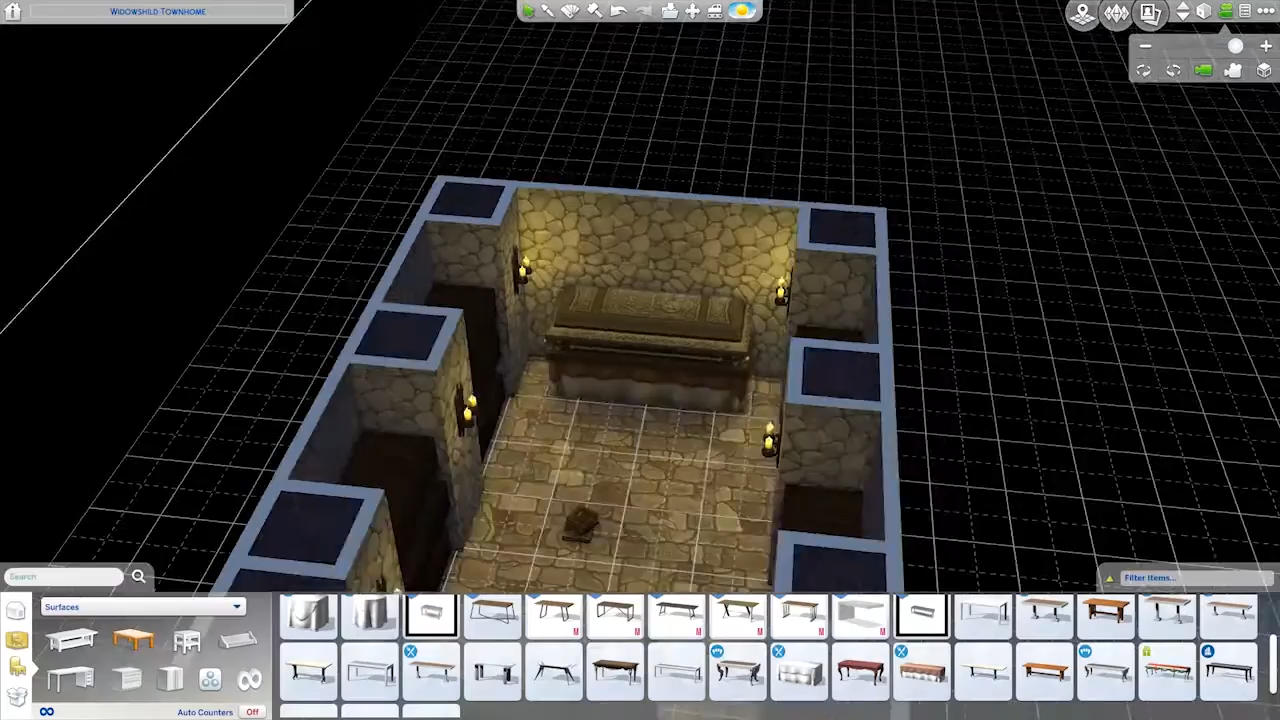 WIDOWSHILD TOWNHOME
Search
Filter Items...
Surfaces
M M M M M M M
Auto Counters Off